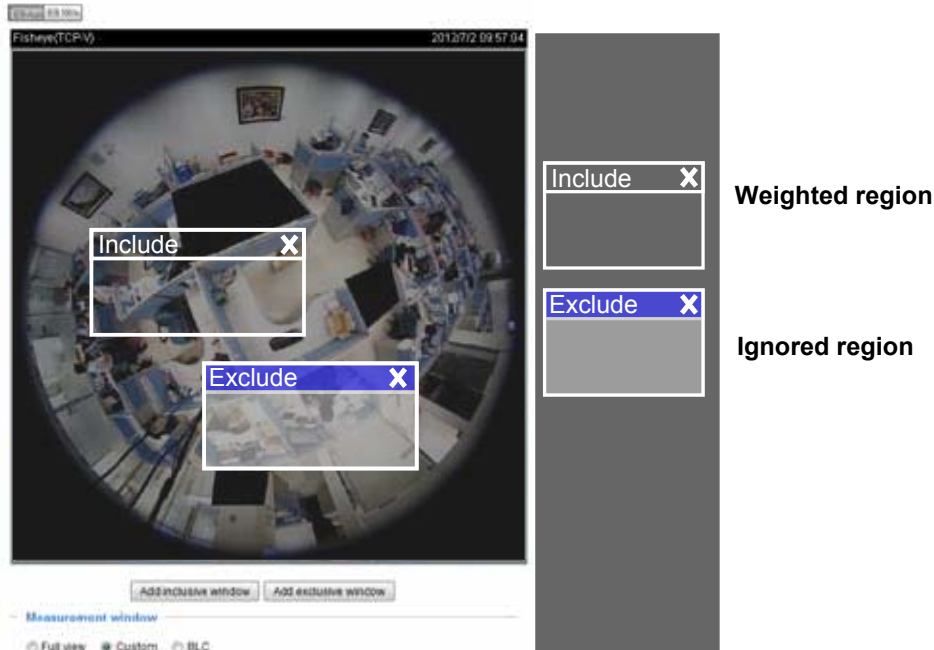 Fisheye(TCP-V) 2012/7/2 09:57:04
Include X
Weighted region
Exclude X
Ignored region
Include X
Exclude X
Add inclusive window Add exclusive window
Measurement window
Full view Custom BLC